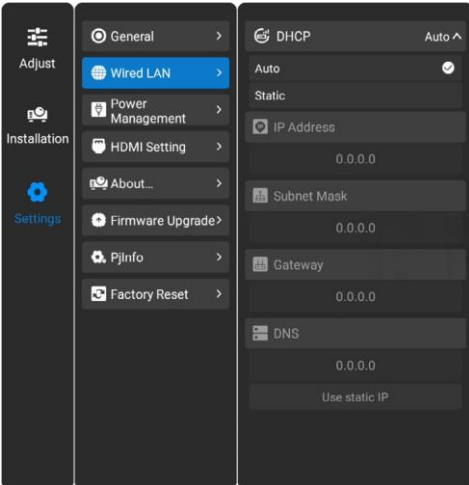 Adjust
Installation
Settings
General
Wired LAN
Power
Management
HDMI Setting
About...
Firmware Upgrade
PjInfo
Factory Reset
DHCP Auto
Auto
Static
IP Address
0.0.0.0
Subnet Mask
0.0.0.0
Gateway
0.0.0.0
DNS
0.0.0.0
Use static IP